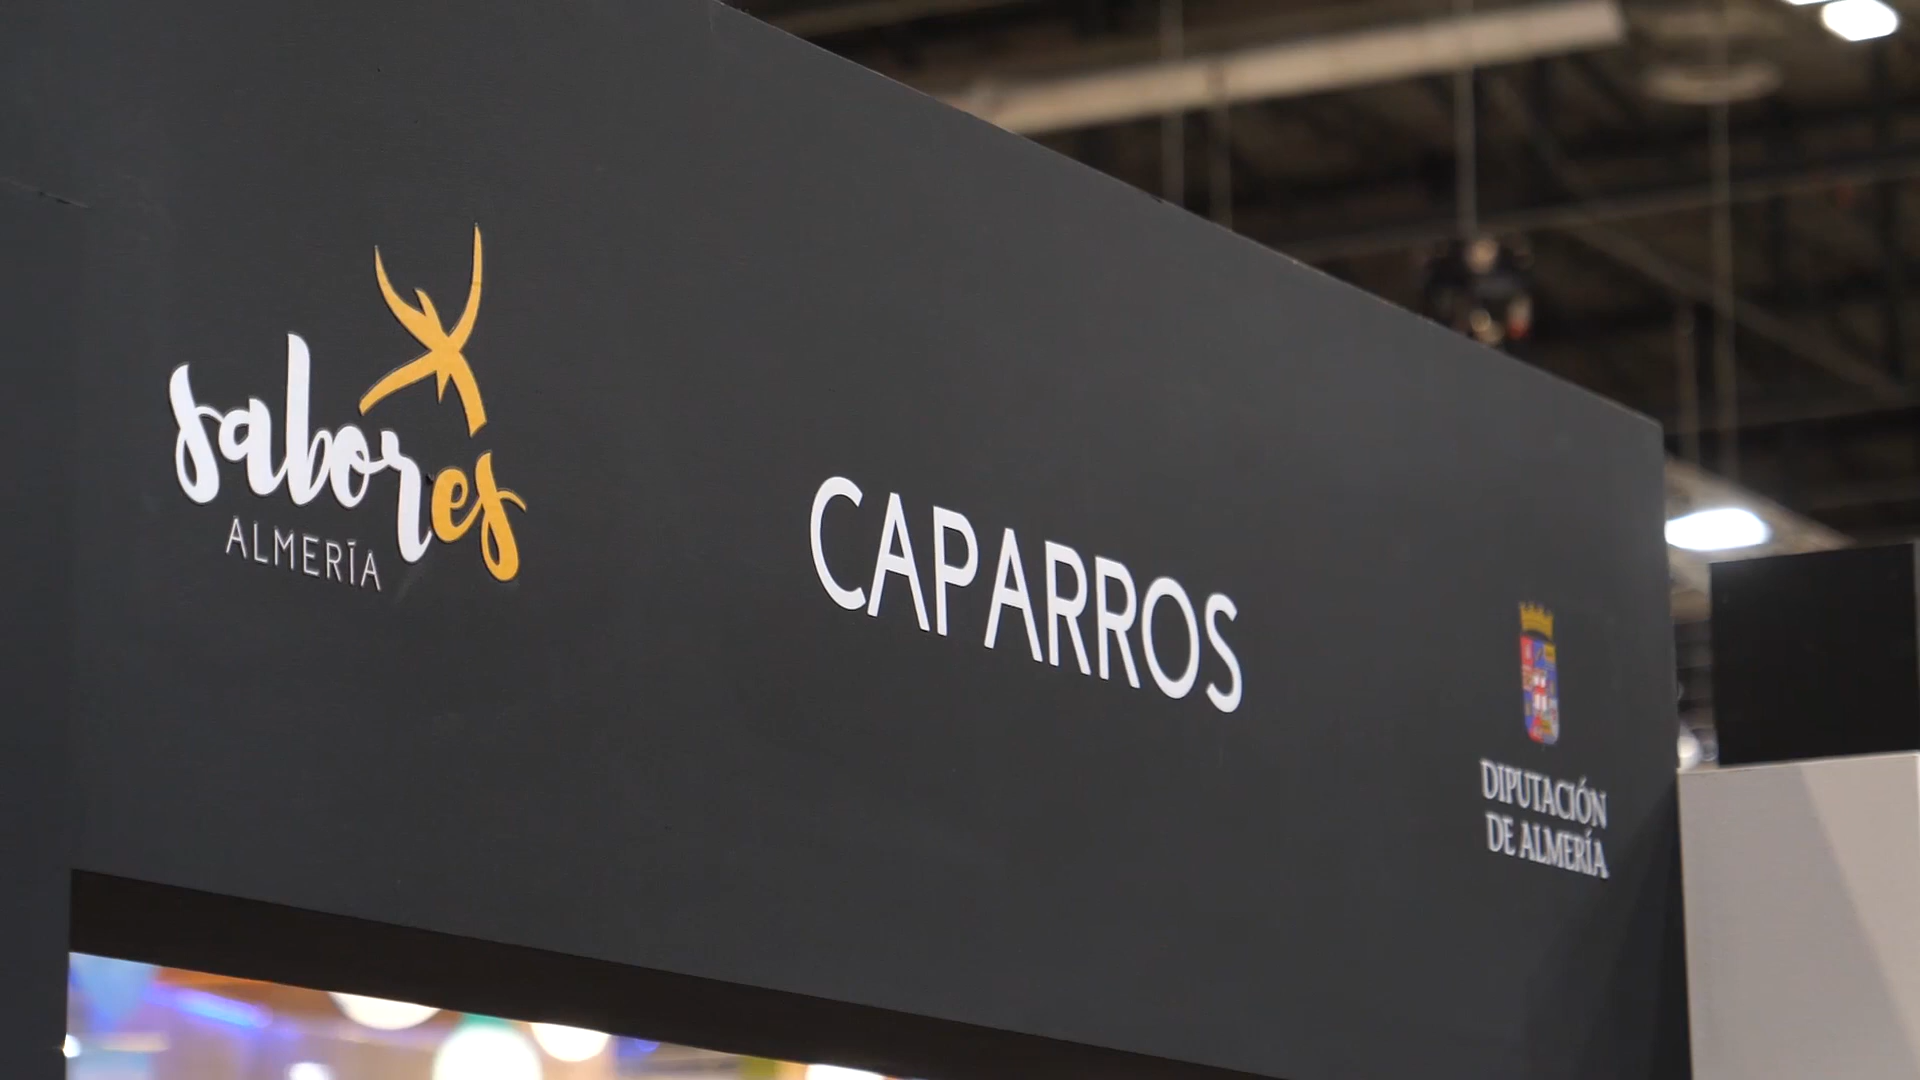 sabores
ALMERÍA
CAPARROS
DIPUTACIÓN
DE ALMERÍA